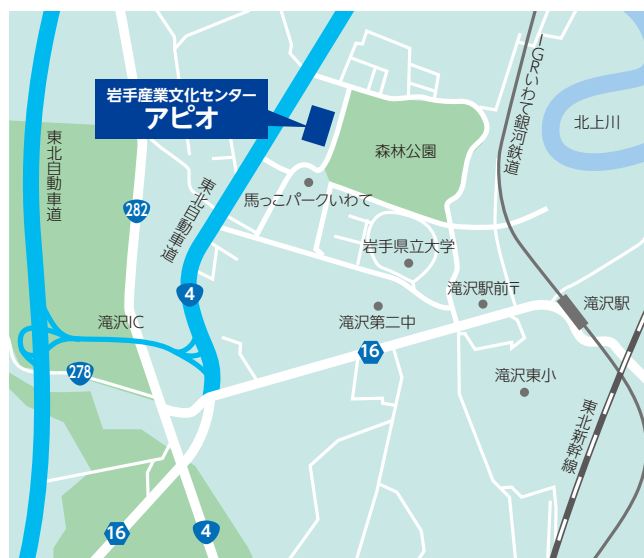 岩手産業文化センター
アピオ
IGRいわて銀河鉄道
北上川
東北自動車道
森林公園
東北自動車道
馬っこパークいわて
282
岩手県立大学
4
滝沢駅前〒
滝沢駅
滝沢IC
滝沢第二中
16
278
滝沢東小
東北新幹線
16
4